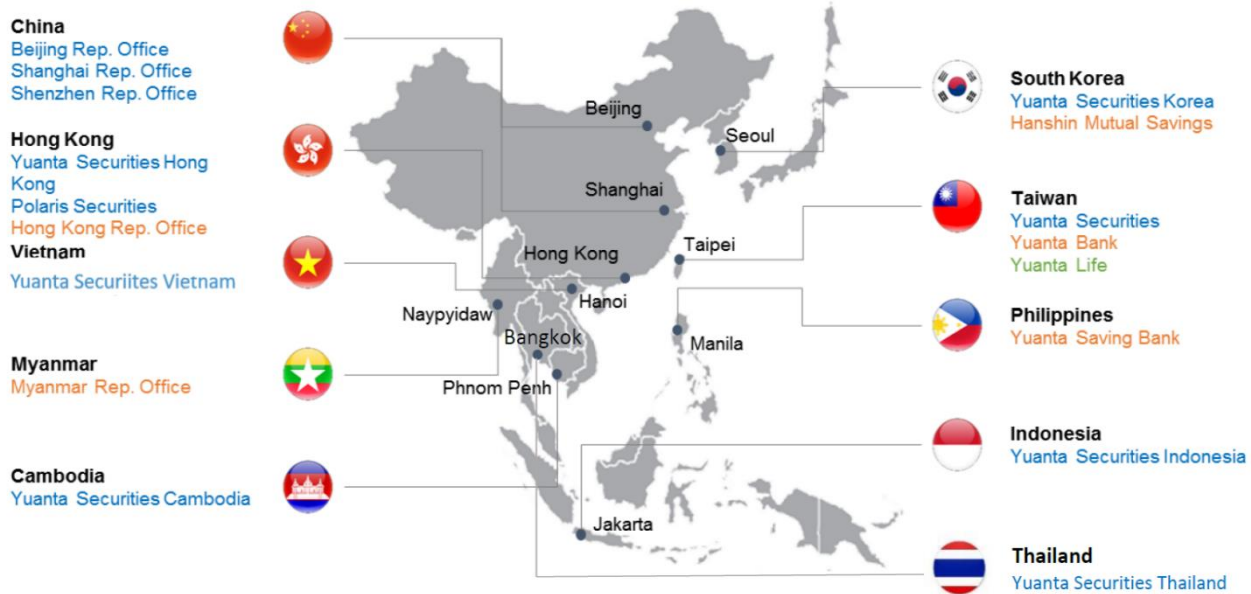 China
Beijing Rep. Office
Shanghai Rep. Office
Shenzhen Rep. Office
Hong Kong
Yuanta Securities Hong
Kong
Polaris Securities
Hong Kong Rep. Office
Vietnam
Yuanta Securiites Vietnam
Myanmar
Myanmar Rep. Office
Cambodia
Yuanta Securities Cambodia
Beijing
Seoul
Shanghai
Taipei
Hong Kong
Hanoi
Naypyidaw
Bangkok
Manila
Phnom Penh
Jakarta
South Korea
Yuanta Securities Korea
Hanshin Mutual Savings
Taiwan
Yuanta Securities
Yuanta Bank
Yuanta Life
Philippines
Yuanta Saving Bank
Indonesia
Yuanta Securities Indonesia
Thailand
Yuanta Securities Thailand